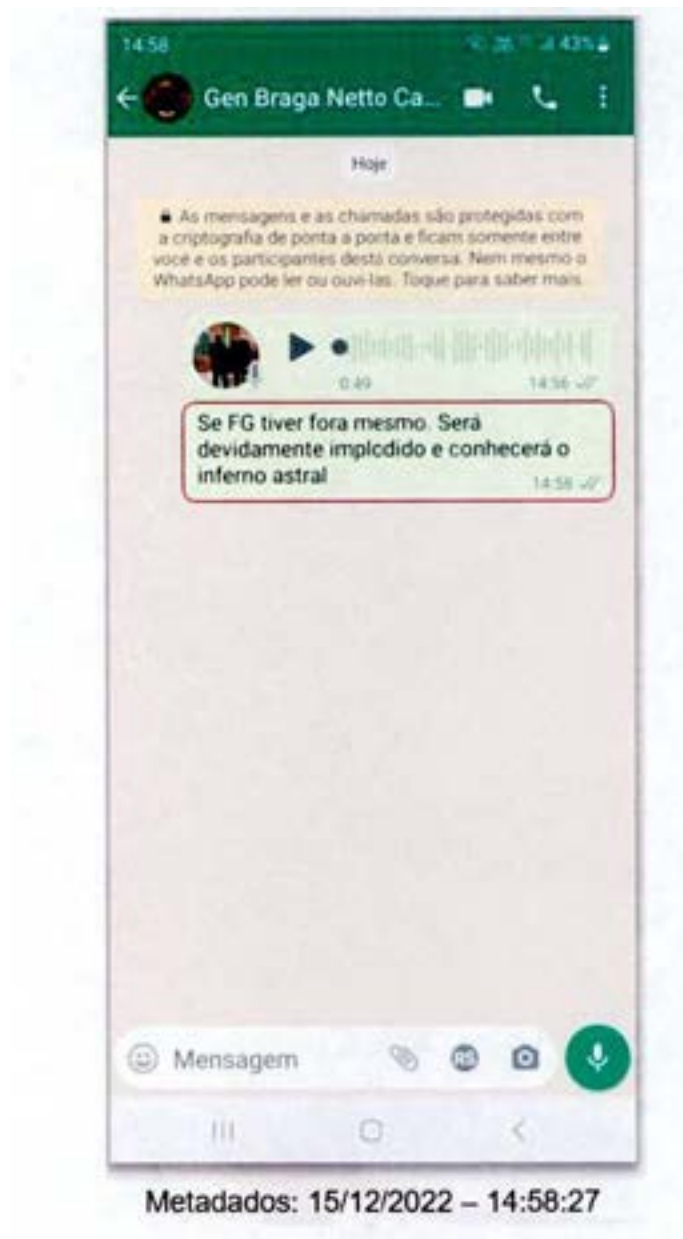 14:58
43%
Gen Braga Netto Ca...
Hoje
As mensagens e as chamadas são protegidas com
a criptografia de ponta a ponta e ficam somente entre
você e os participantes desta conversa. Nem mesmo o
WhatsApp pode ler ou ouvi-las. Toque para saber mais.
0:49
14:56
Se FG tiver fora mesmo. Será
devidamente implodido e conhecerá o
inferno astral
14:58
Mensagem
RS
Metadados: 15/12/2022 – 14:58:27